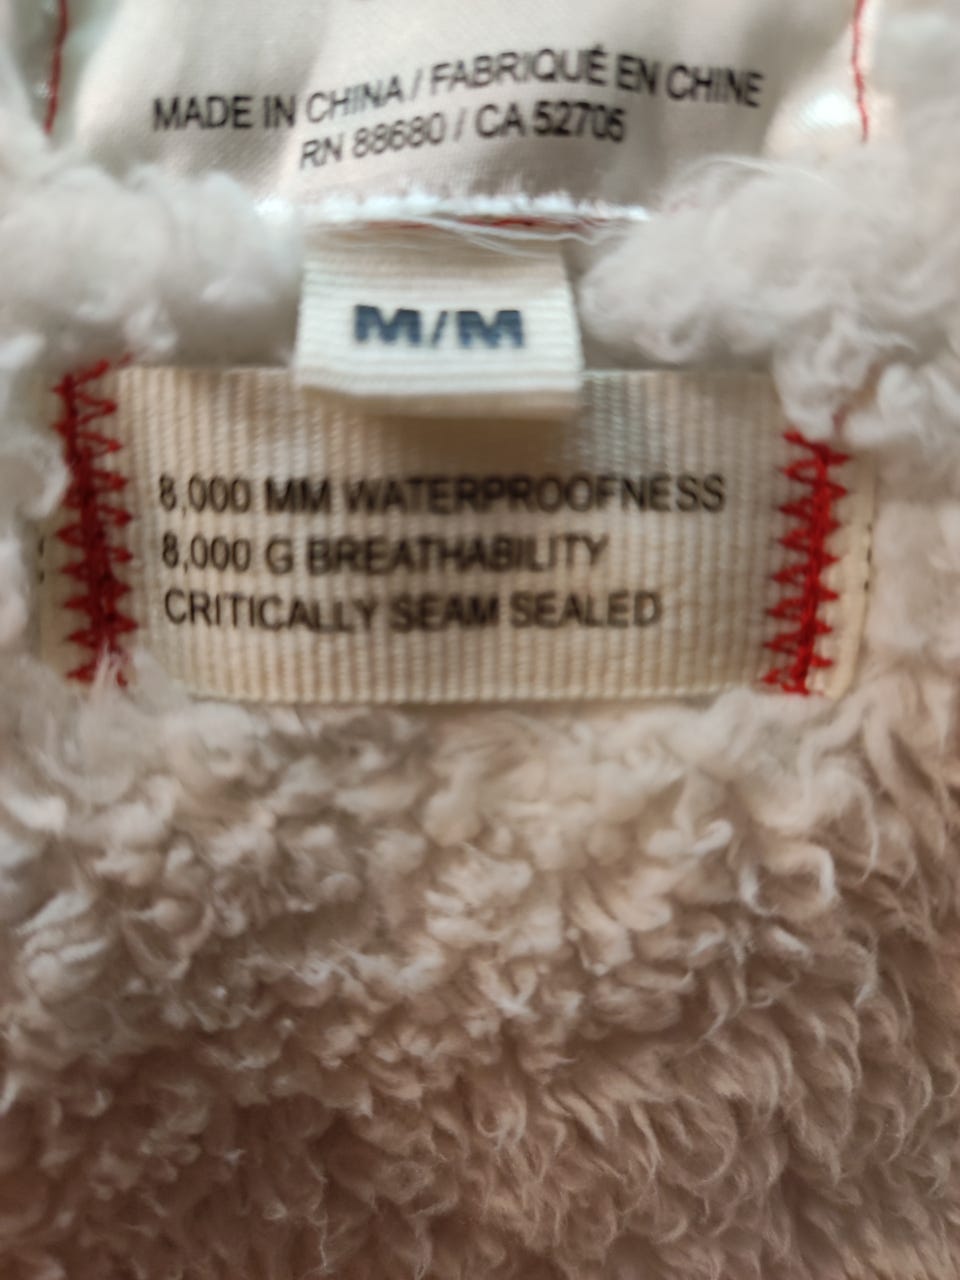 MADE IN CHINA / FABRIQUÉ EN CHINE
RN 88680 / CA 52705
M/M
8,000 MM WATERPROOFNESS
8,000 G BREATHABILITY
CRITICALLY SEAM SEALED